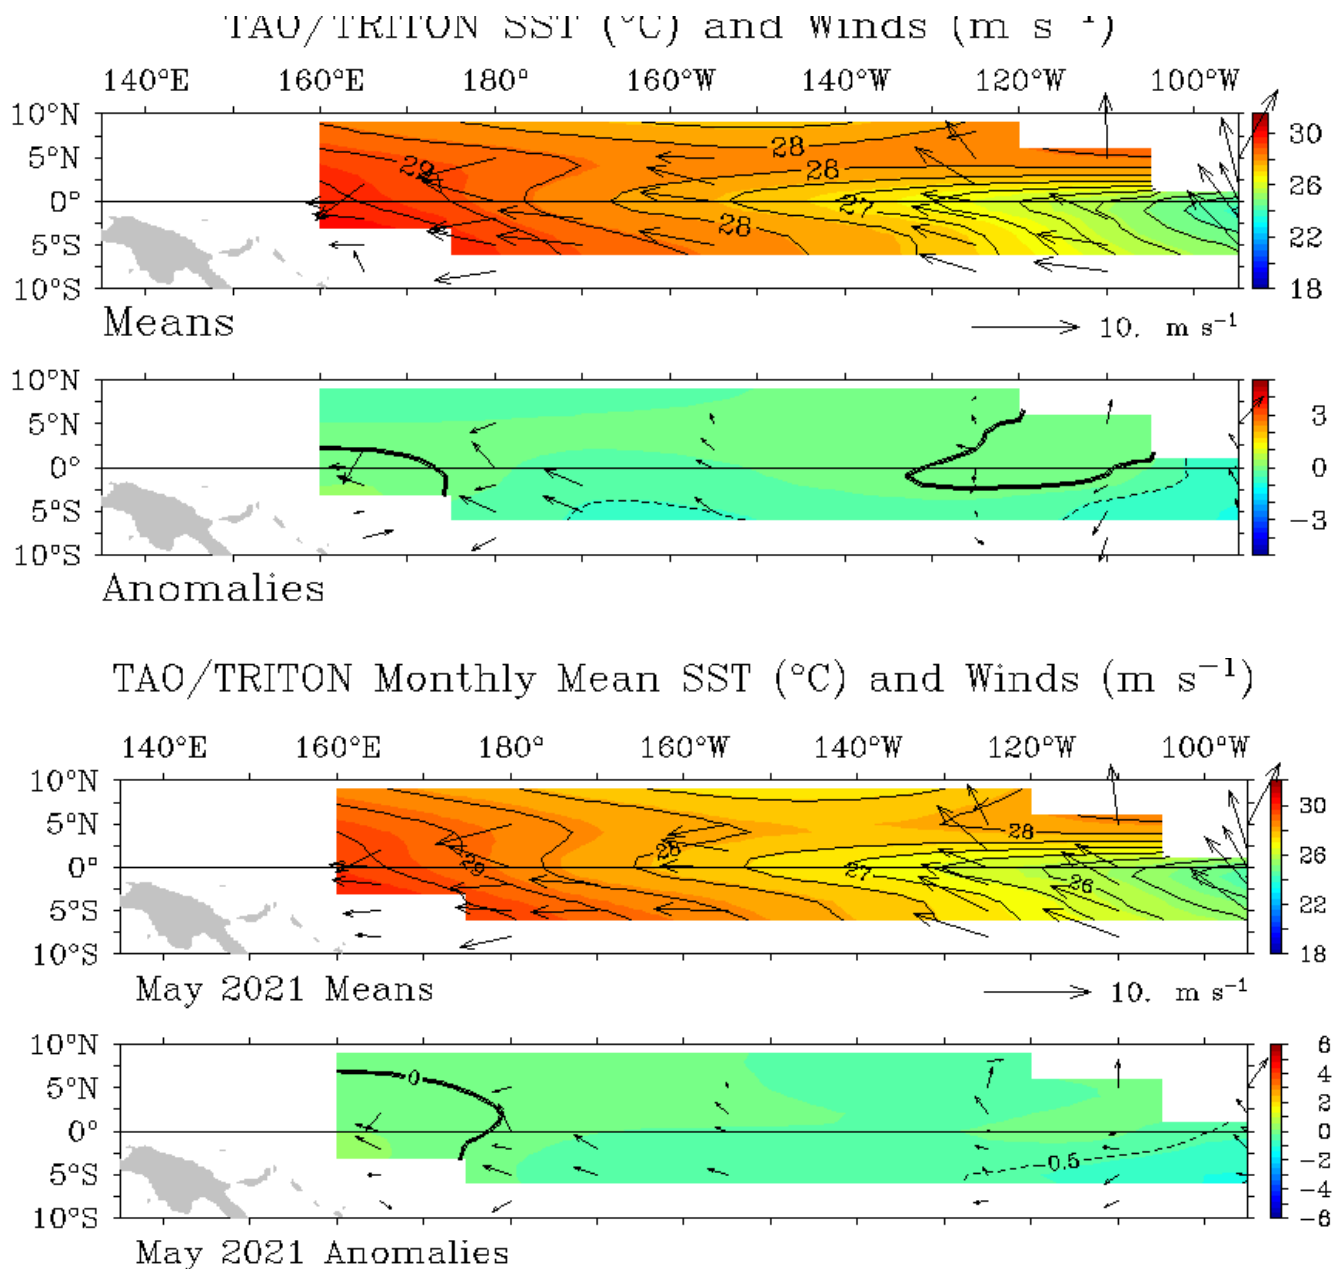 TAO/TRITON SST (°C) and Winds (m s⁻¹)
140°E 160°E 180° 160°W 140°W 120°W 100°W
10°N
5°N
0°
5°S
10°S
29
28
28
27
28
30
26
22
18
Means
10. m s⁻¹
10°N
5°N
0°
5°S
10°S
3
0
−3
Anomalies
TAO/TRITON Monthly Mean SST (°C) and Winds (m s⁻¹)
140°E 160°E 180° 160°W 140°W 120°W 100°W
10°N
5°N
0°
5°S
10°S
29
28
27
28
26
30
26
22
18
May 2021 Means
10. m s⁻¹
10°N
5°N
0°
5°S
10°S
0
-0.5
6
4
2
0
−2
−4
−6
May 2021 Anomalies